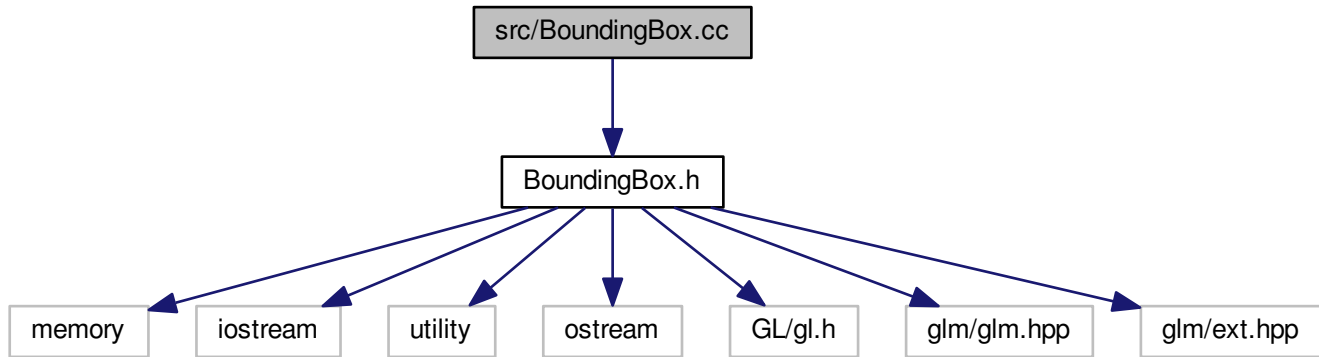 src/BoundingBox.cc
BoundingBox.h
memory
iostream
utility
ostream
GL/gl.h
glm/glm.hpp
glm/ext.hpp